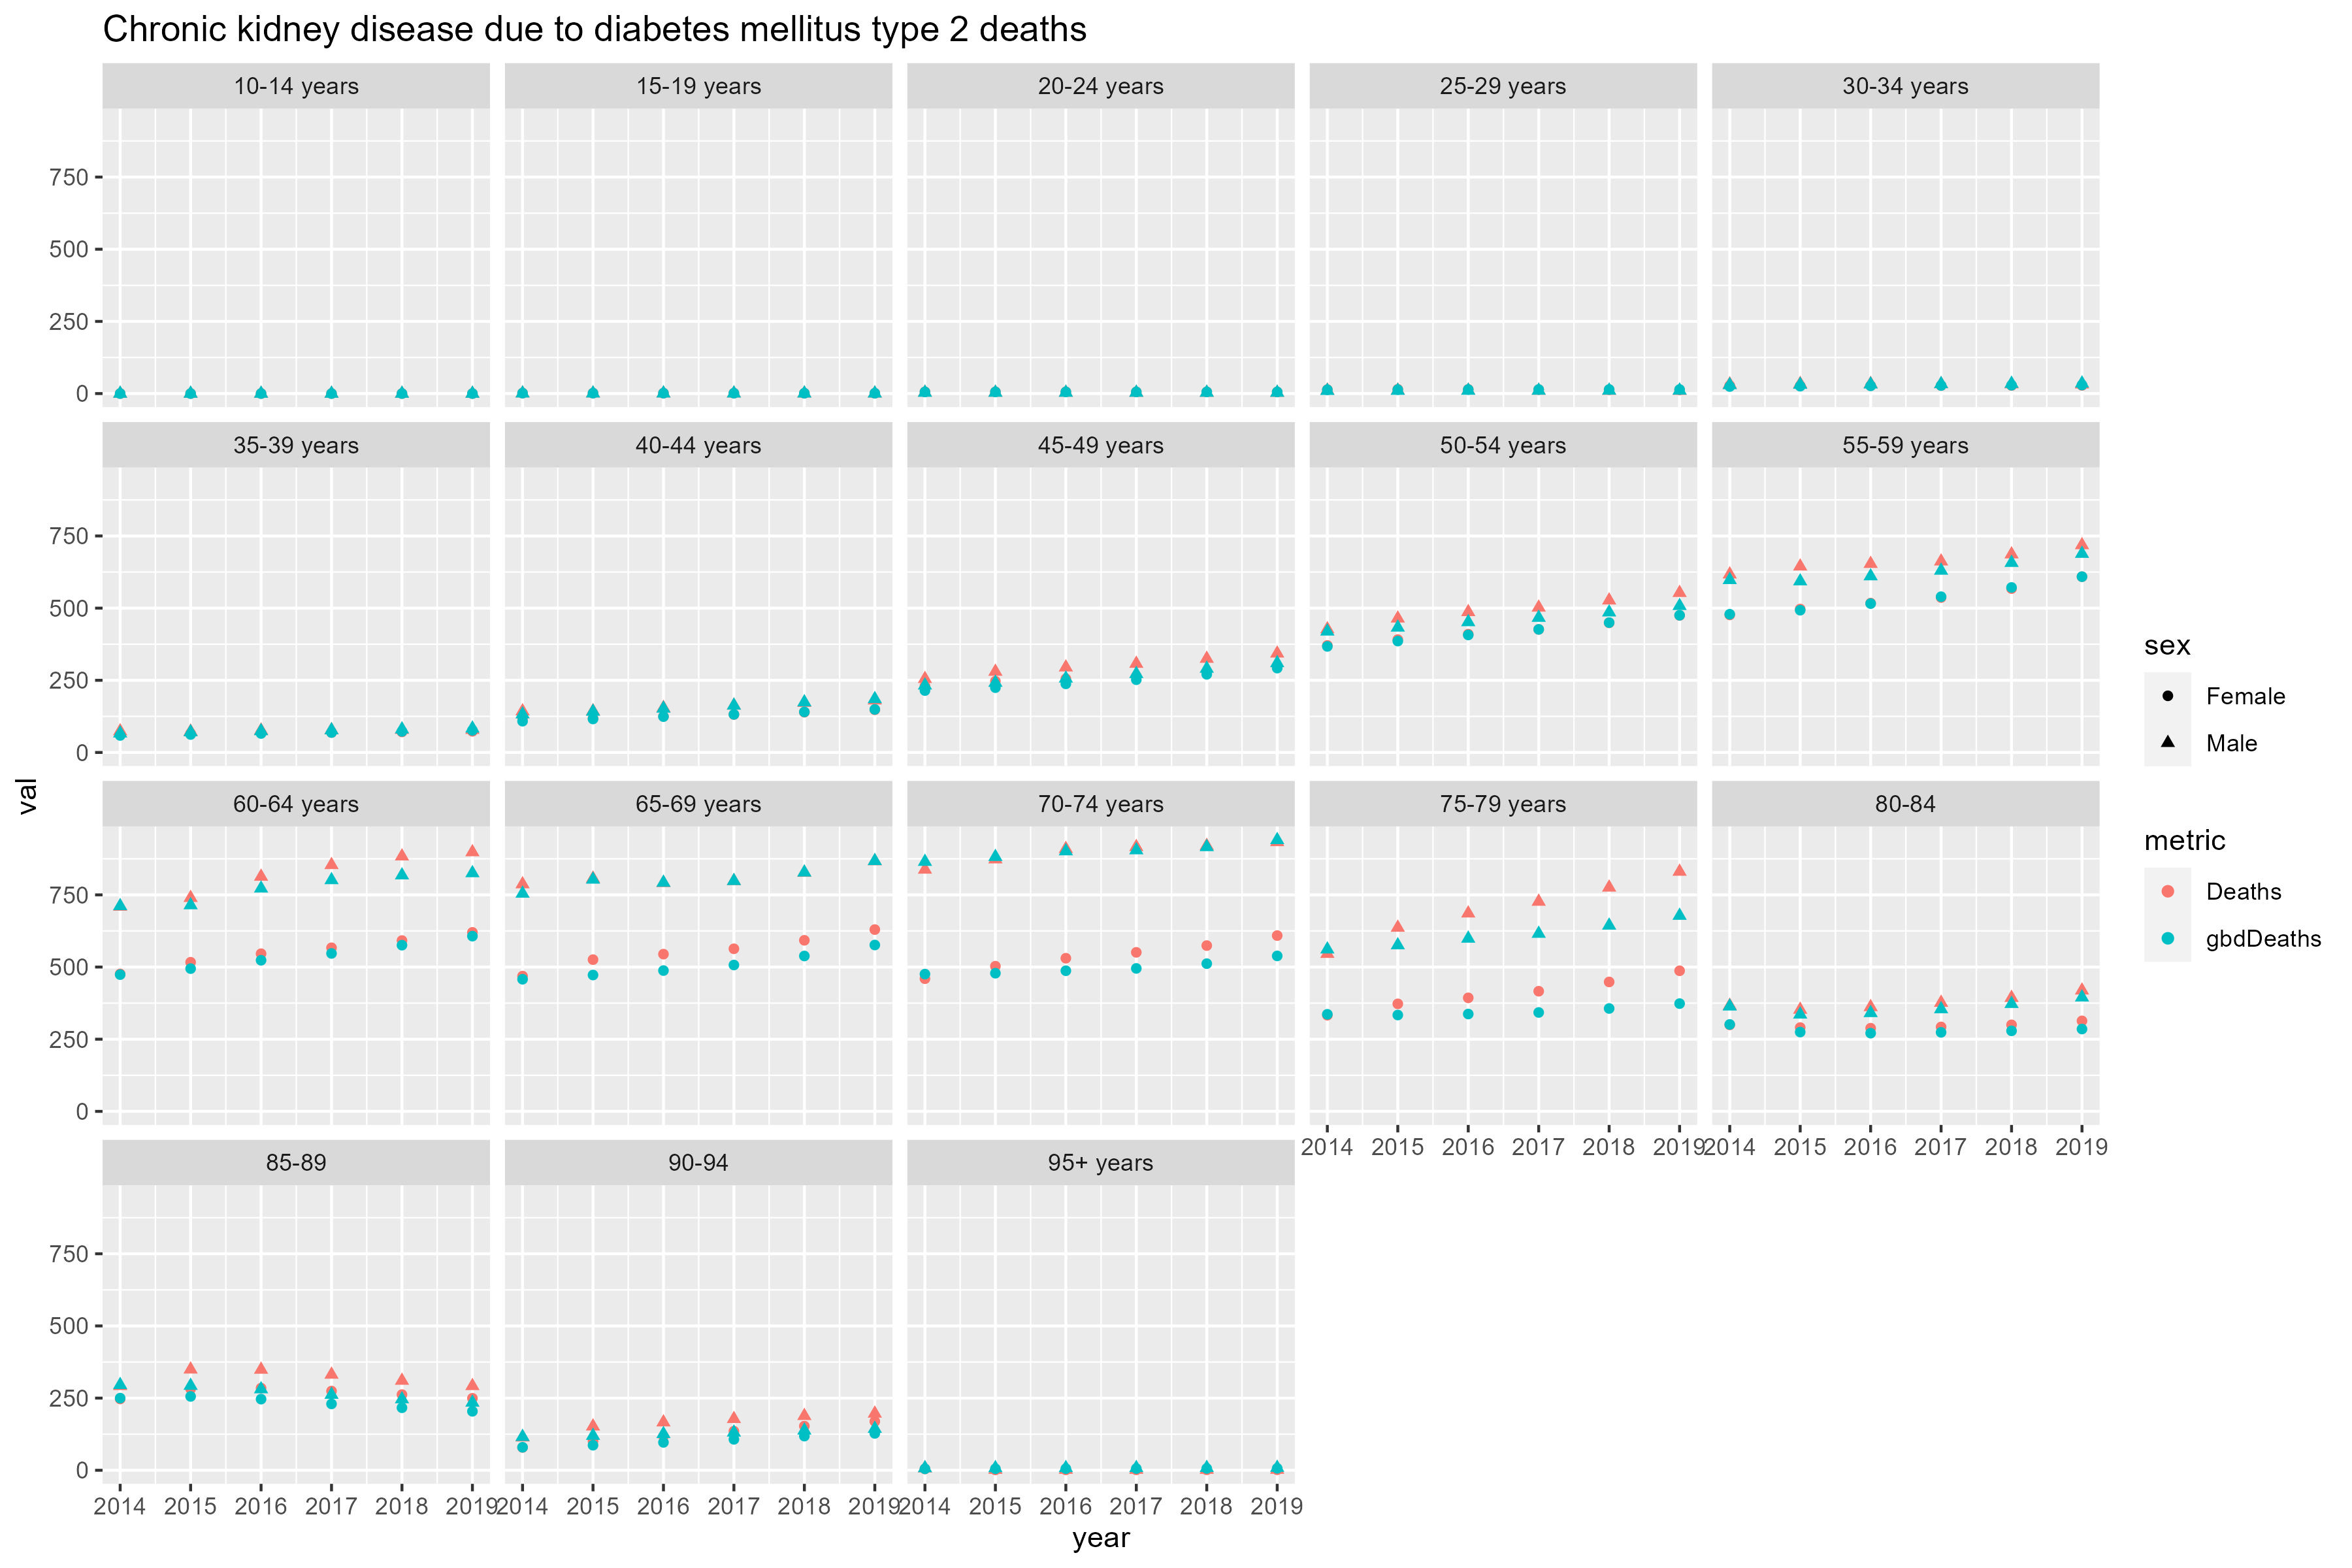 Chronic kidney disease due to diabetes mellitus type 2 deaths
10-14 years 15-19 years 20-24 years 25-29 years 30-34 years
750
500
250
0
35-39 years 40-44 years 45-49 years 50-54 years 55-59 years
750
500
250
0
60-64 years 65-69 years 70-74 years 75-79 years 80-84
750
500
250
0
2014 2015 2016 2017 2018 2019 2014 2015 2016 2017 2018 2019
85-89 90-94 95+ years
750
500
250
0
2014 2015 2016 2017 2018 2019 2014 2015 2016 2017 2018 2019 2014 2015 2016 2017 2018 2019
year
val
sex
Female
Male
metric
Deaths
gbdDeaths